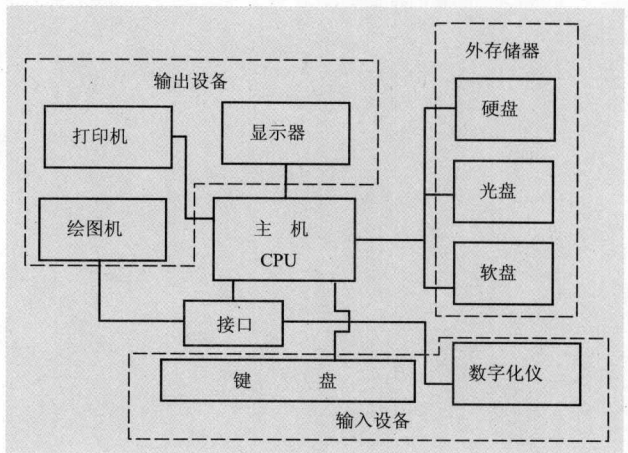 外存储器
输出设备
硬盘
打印机
显示器
光盘
绘图机
主 机
CPU
软盘
接口
数字化仪
键 盘
输入设备